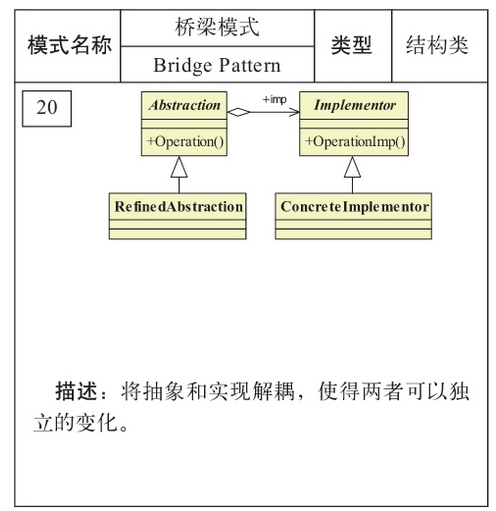 模式名称
桥梁模式
Bridge Pattern
类型
结构类
20
Abstraction
+imp
Implementor
+Operation()
+OperationImp()
RefinedAbstraction
ConcreteImplementor
描述：将抽象和实现解耦，使得两者可以独
立的变化。